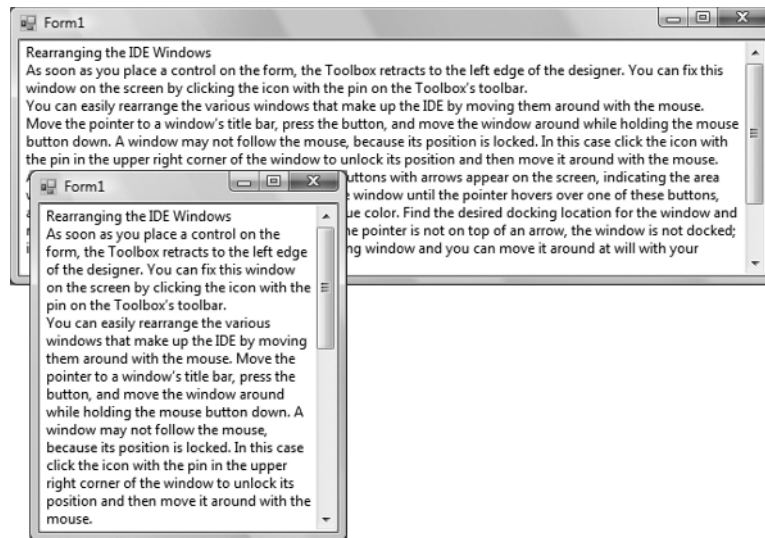 Form1
Rearranging the IDE Windows
As soon as you place a control on the form, the Toolbox retracts to the left edge of the designer. You can fix this
window on the screen by clicking the icon with the pin on the Toolbox's toolbar.
You can easily rearrange the various windows that make up the IDE by moving them around with the mouse.
Move the pointer to a window's title bar, press the button, and move the window around while holding the mouse
button down. A window may not follow the mouse, because its position is locked. In this case click the icon with
the pin in the upper right corner of the window to unlock its position and then move it around with the mouse.
uttons with arrows appear on the screen, indicating the area
e window until the pointer hovers over one of these buttons,
ue color. Find the desired docking location for the window and
he pointer is not on top of an arrow, the window is not docked;
ng window and you can move it around at will with your
Form1
Rearranging the IDE Windows
As soon as you place a control on the
form, the Toolbox retracts to the left edge
of the designer. You can fix this window
on the screen by clicking the icon with the
pin on the Toolbox's toolbar.
You can easily rearrange the various
windows that make up the IDE by moving
them around with the mouse. Move the
pointer to a window's title bar, press the
button, and move the window around
while holding the mouse button down. A
window may not follow the mouse,
because its position is locked. In this case
click the icon with the pin in the upper
right corner of the window to unlock its
position and then move it around with the
mouse.